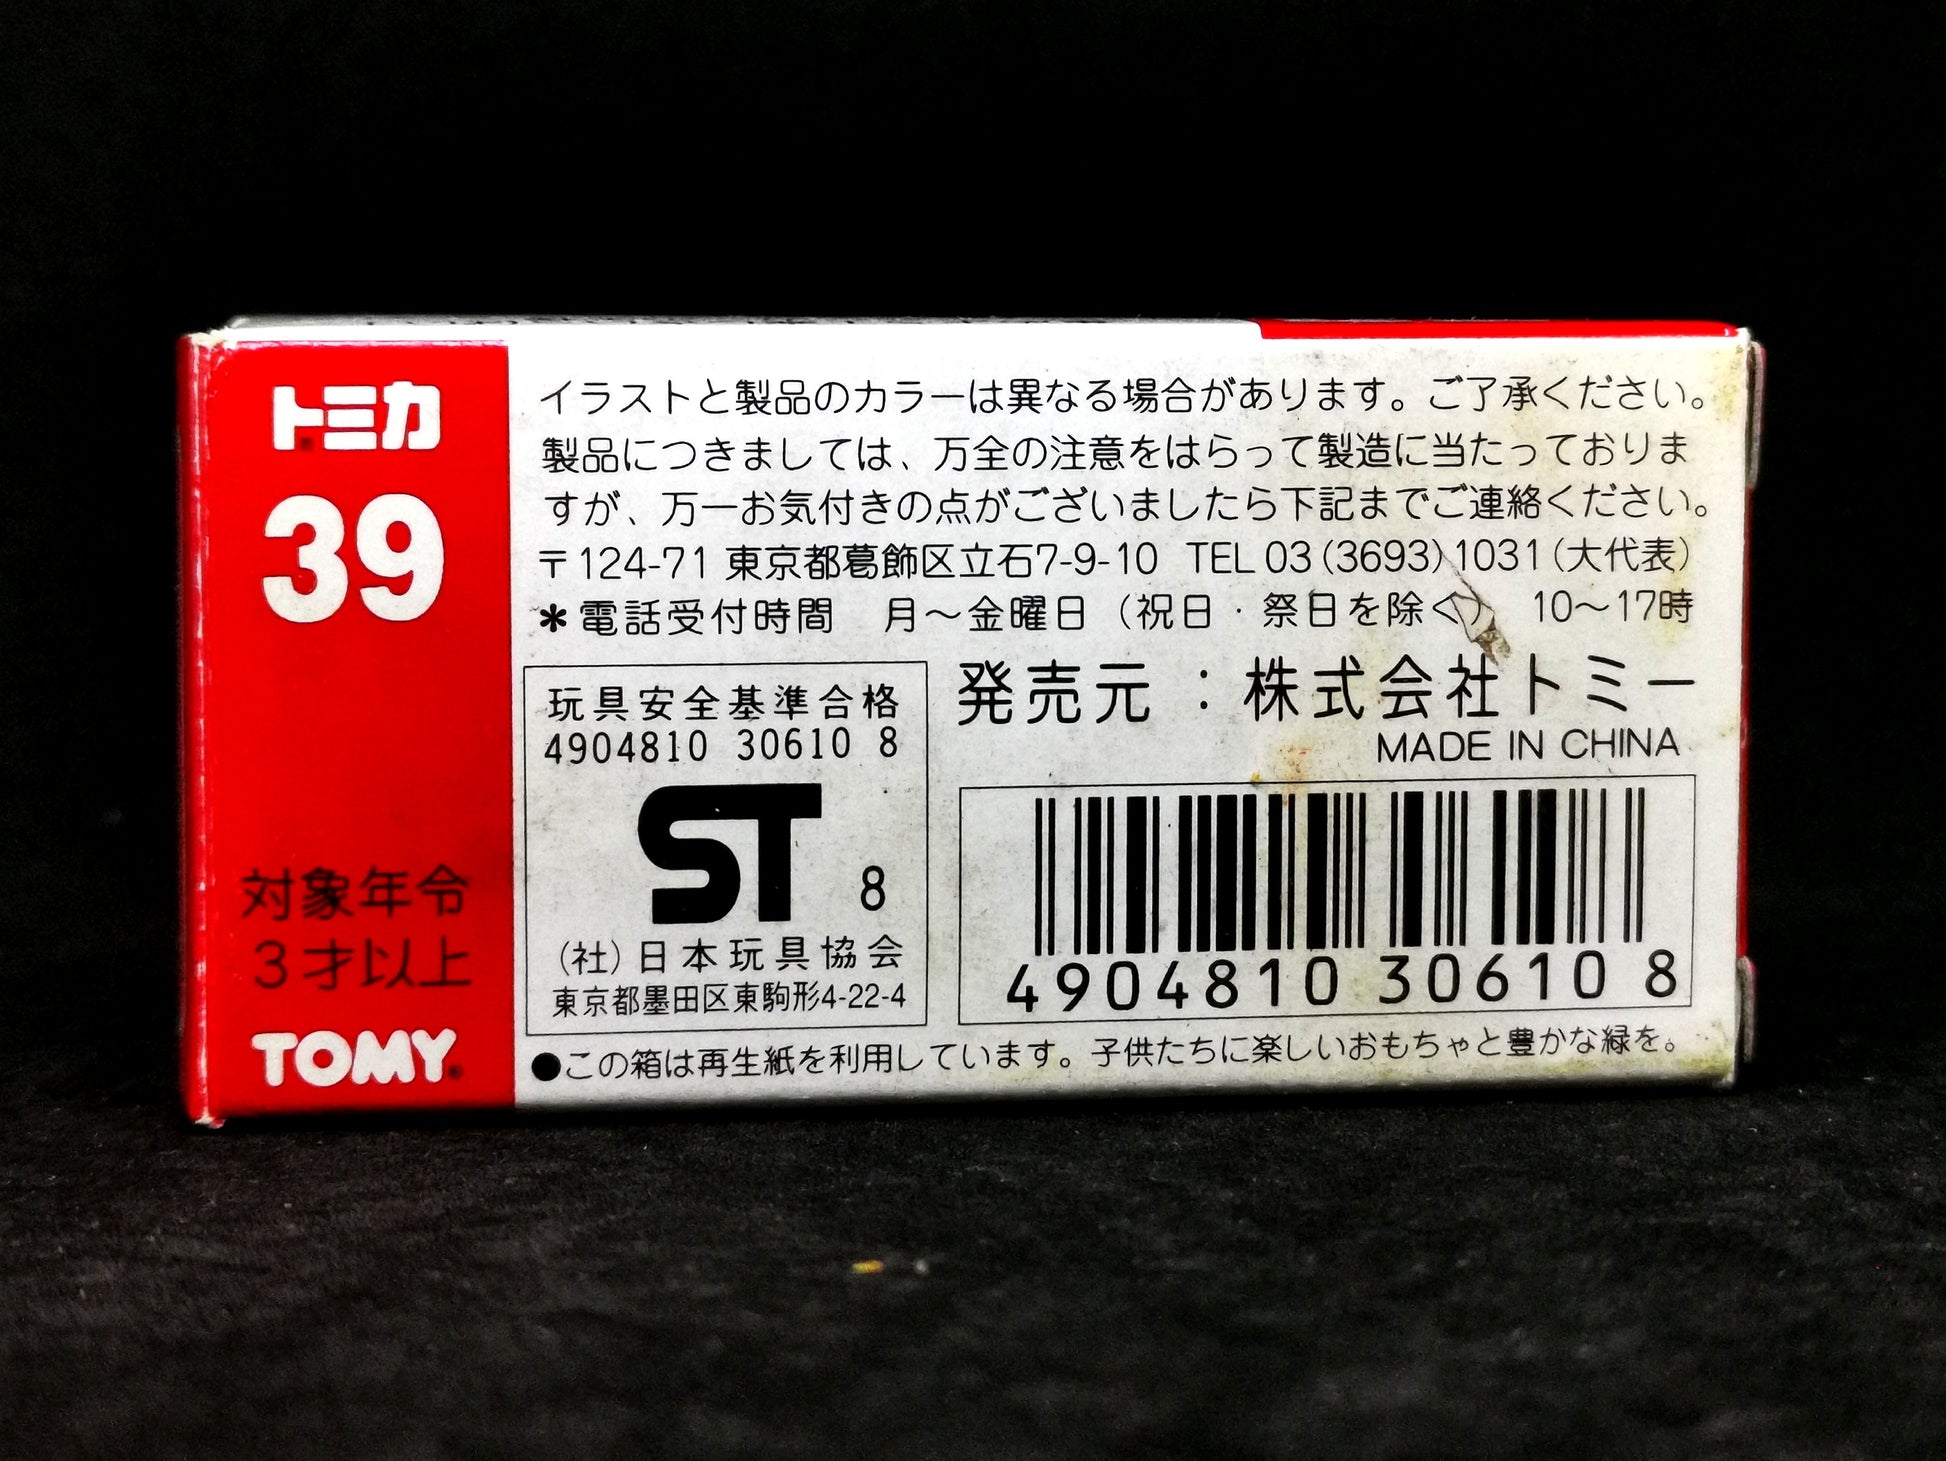 トミカ
39
対象年令
3才以上
TOMY
イラストと製品のカラーは異なる場合があります。ご了承ください。
製品につきましては、万全の注意をはらって製造に当たっておりま
すが、万一お気付きの点がございましたら下記までご連絡ください。
〒124-71 東京都葛飾区立石7-9-10 TEL 03(3693)1031(大代表)
＊電話受付時間 月～金曜日(祝日・祭日を除く) 10～17時
玩具安全基準合格
4904810 30610 8
ST 8
(社)日本玩具協会
東京都墨田区東駒形4-22-4
発売元：株式会社トミー
MADE IN CHINA
4904810 306108
●この箱は再生紙を利用しています。子供たちに楽しいおもちゃと豊かな緑を。